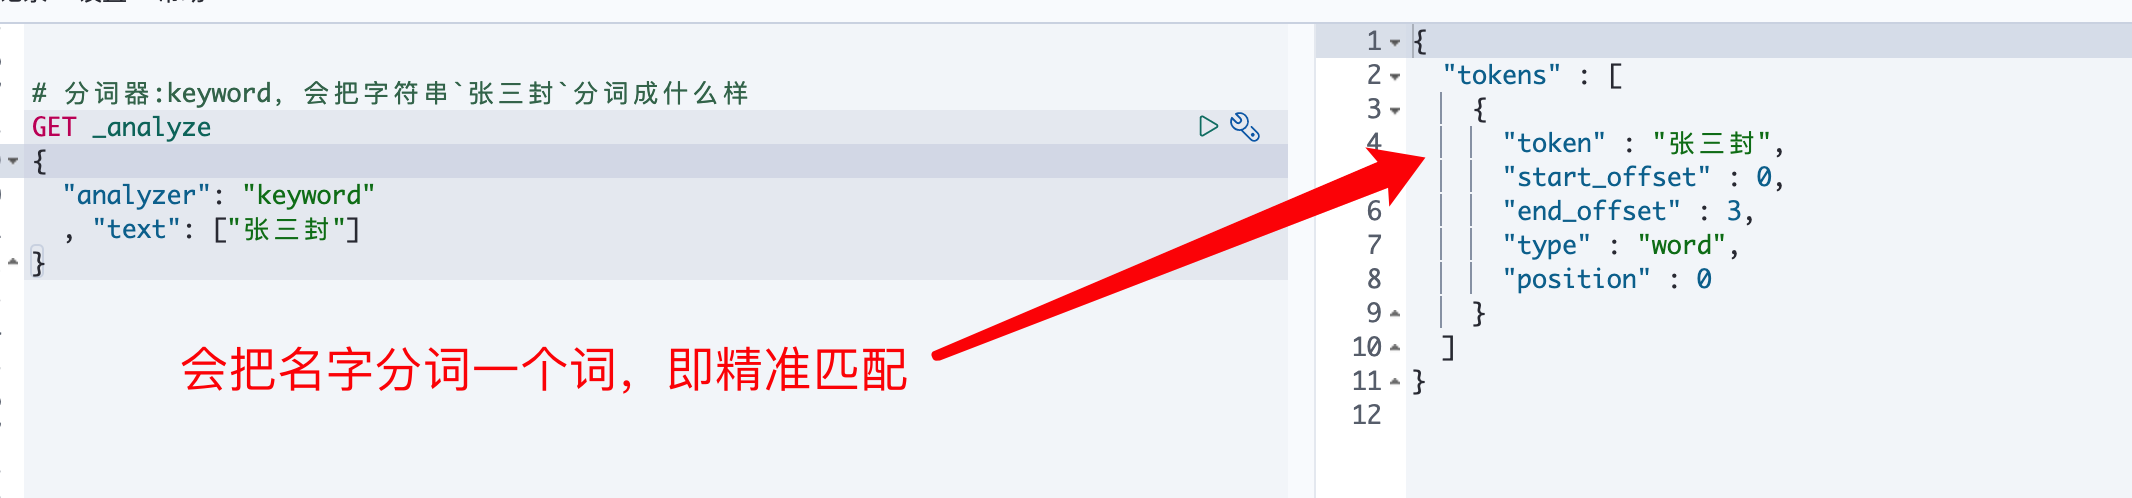 # 分词器:keyword, 会把字符串`张三封`分词成什么样
GET _analyze
{
"analyzer": "keyword"
, "text": ["张三封"]
}
会把名字分词一个词，即精准匹配
1 {
2 "tokens" : [
3 {
4 "token" : "张三封",
"start_offset" : 0,
6 "end_offset" : 3,
7 "type" : "word",
8 "position" : 0
9 }
10 ]
11 }
12